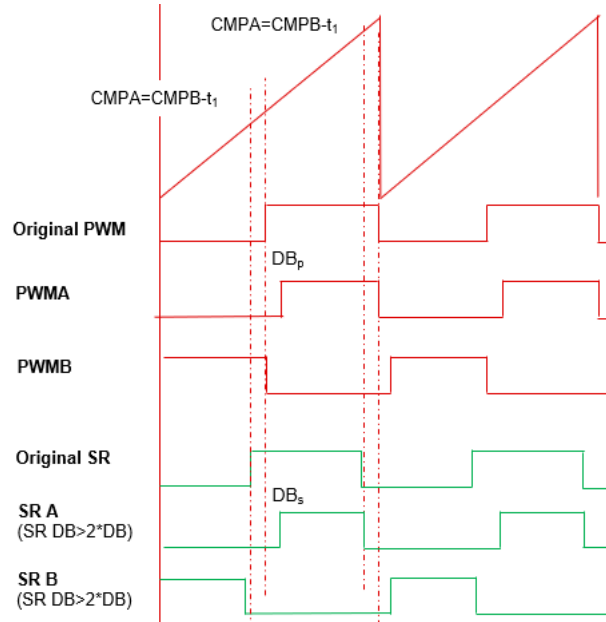 CMPA=CMPB-t₁
CMPA=CMPB-t₁
Original PWM
DBₚ
PWMA
PWMB
Original SR
DBₛ
SR A
(SR DB>2*DB)
SR B
(SR DB>2*DB)